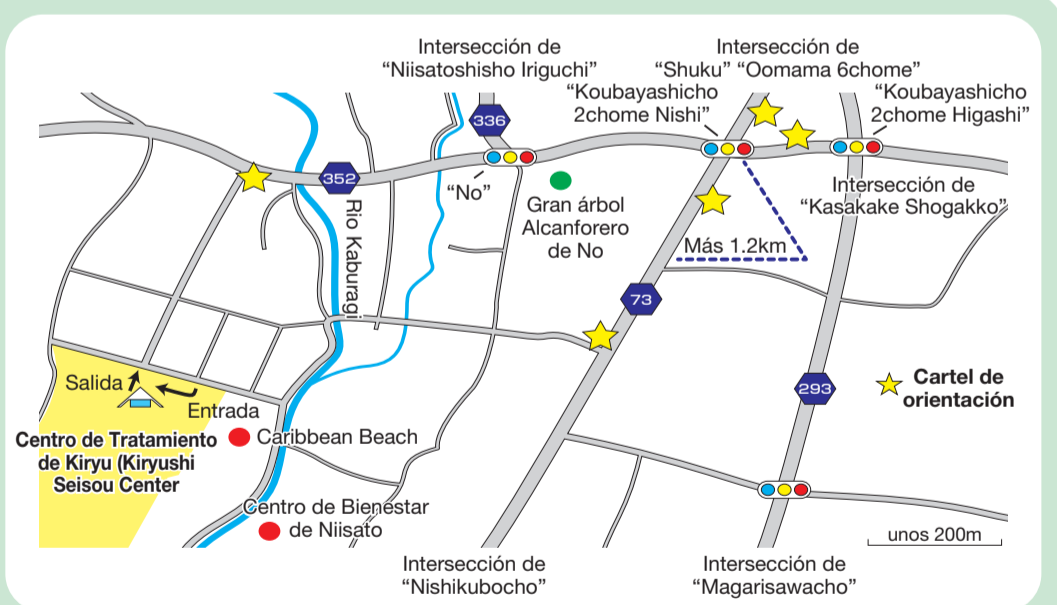 Intersección de
“Niisatoshisho Iriguchi”
Intersección de
“Shuku” “Oomama 6chome”
“Koubayashicho
2chome Nishi”
“Koubayashicho
2chome Higashi”
336
352
“No”
Gran árbol
Alcanforero
de No
Intersección de
“Kasakake Shogakko”
Más 1.2km
Rio Kaburagi
73
293
Cartel de
orientación
Salida
Entrada
Centro de Tratamiento
de Kiryu (Kiryushi
Seisou Center
Caribbean Beach
Centro de Bienestar
de Niisato
unos 200m
Intersección de
“Nishikubocho”
Intersección de
“Magarisawacho”